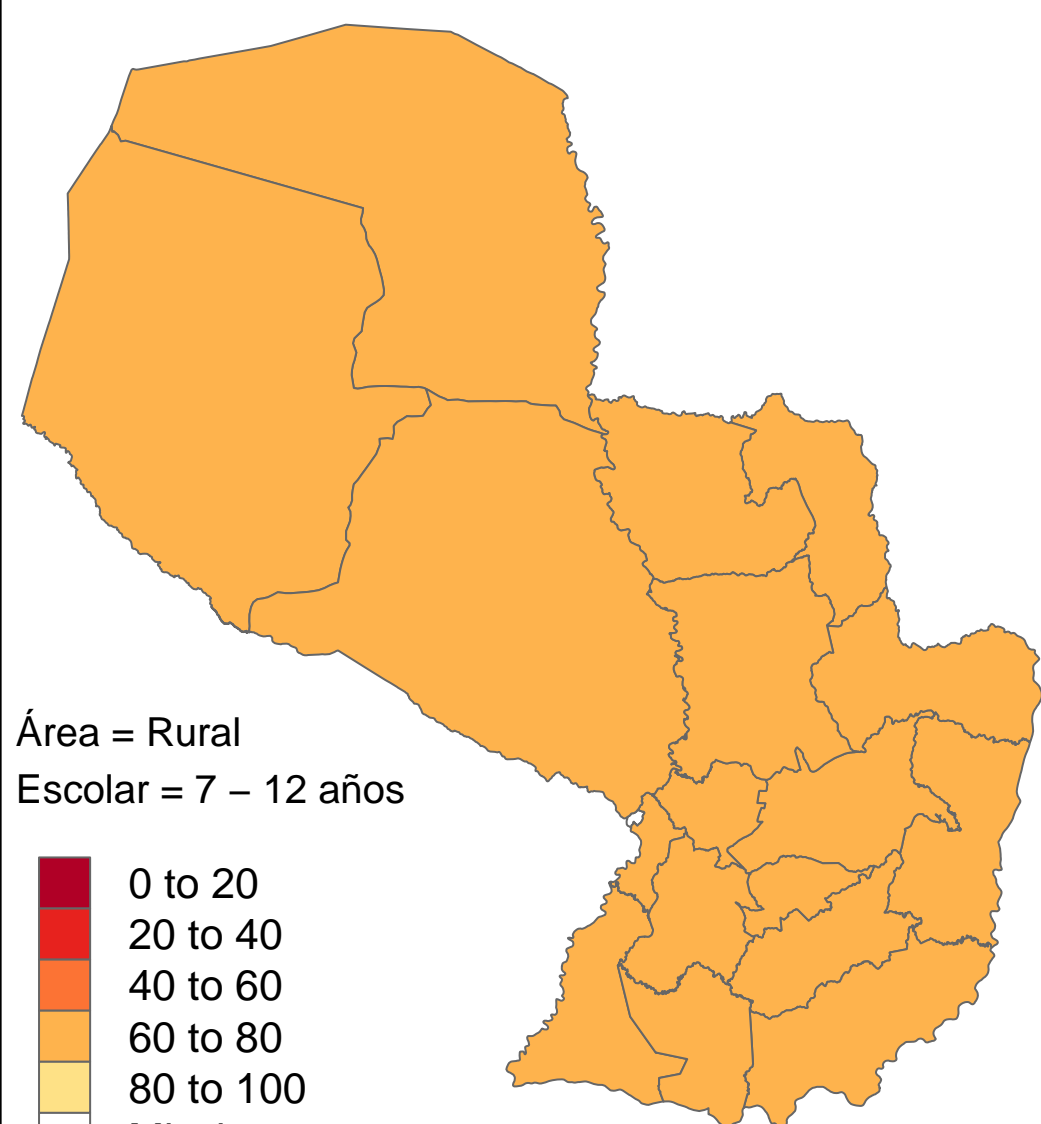 Área = Rural
Escolar = 7 – 12 años
0 to 20
20 to 40
40 to 60
60 to 80
80 to 100